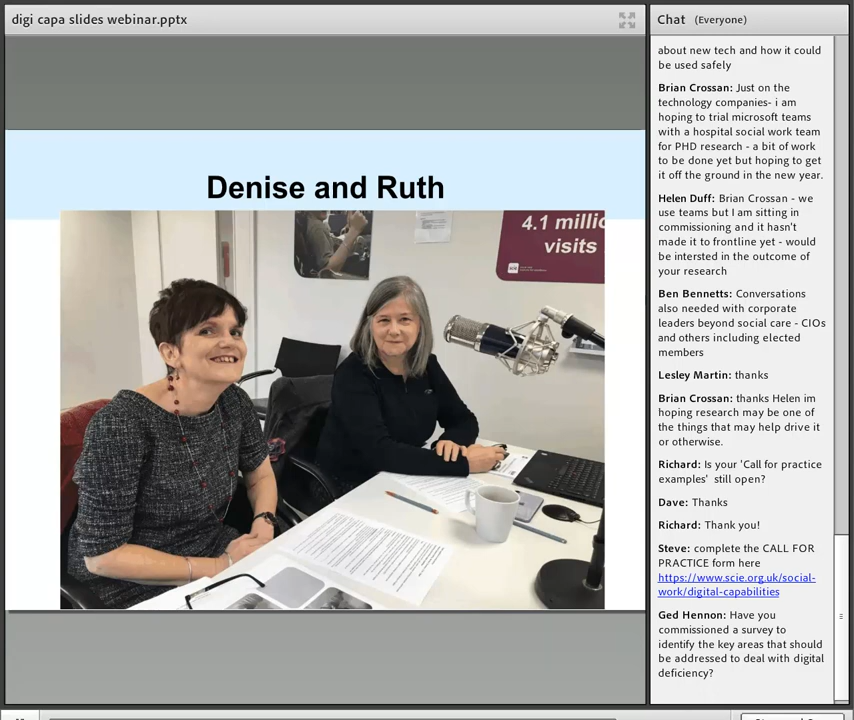 digi capa slides webinar.pptx
Denise and Ruth
4.1 millio
visits
Chat (Everyone)
about new tech and how it could
be used safely
Brian Crossan: Just on the
technology companies- i am
hoping to trial microsoft teams
with a hospital social work team
for PHD research - a bit of work
to be done yet but hoping to get
it off the ground in the new year.
Helen Duff: Brian Crossan - we
use teams but I am sitting in
commissioning and it hasn't
made it to frontline yet - would
be intersted in the outcome of
your research
Ben Bennetts: Conversations
also needed with corporate
leaders beyond social care - CIOs
and others including elected
members
Lesley Martin: thanks
Brian Crossan: thanks Helen im
hoping research may be one of
the things that may help drive it
or otherwise.
Richard: Is your 'Call for practice
examples' still open?
Dave: Thanks
Richard: Thank you!
Steve: complete the CALL FOR
PRACTICE form here
https://www.scie.org.uk/social-
work/digital-capabilities
Ged Hennon: Have you
commissioned a survey to
identify the key areas that should
be addressed to deal with digital
deficiency?